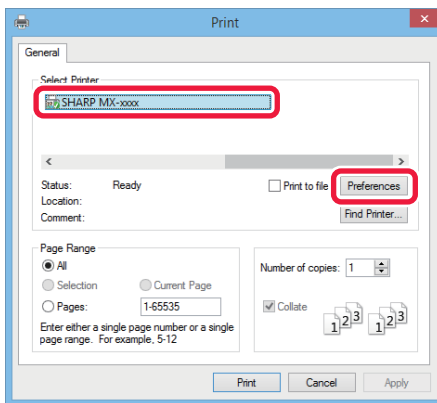 Print
General
Select Printer
SHARP MX-xxxx
Status: Ready
Print to file
Preferences
Location:
Comment:
Find Printer...
Page Range
All
Selection
Current Page
Pages: 1-65535
Enter either a single page number or a single
page range. For example, 5-12
Number of copies: 1
Collate
1 2 3 1 2 3
Print Cancel Apply